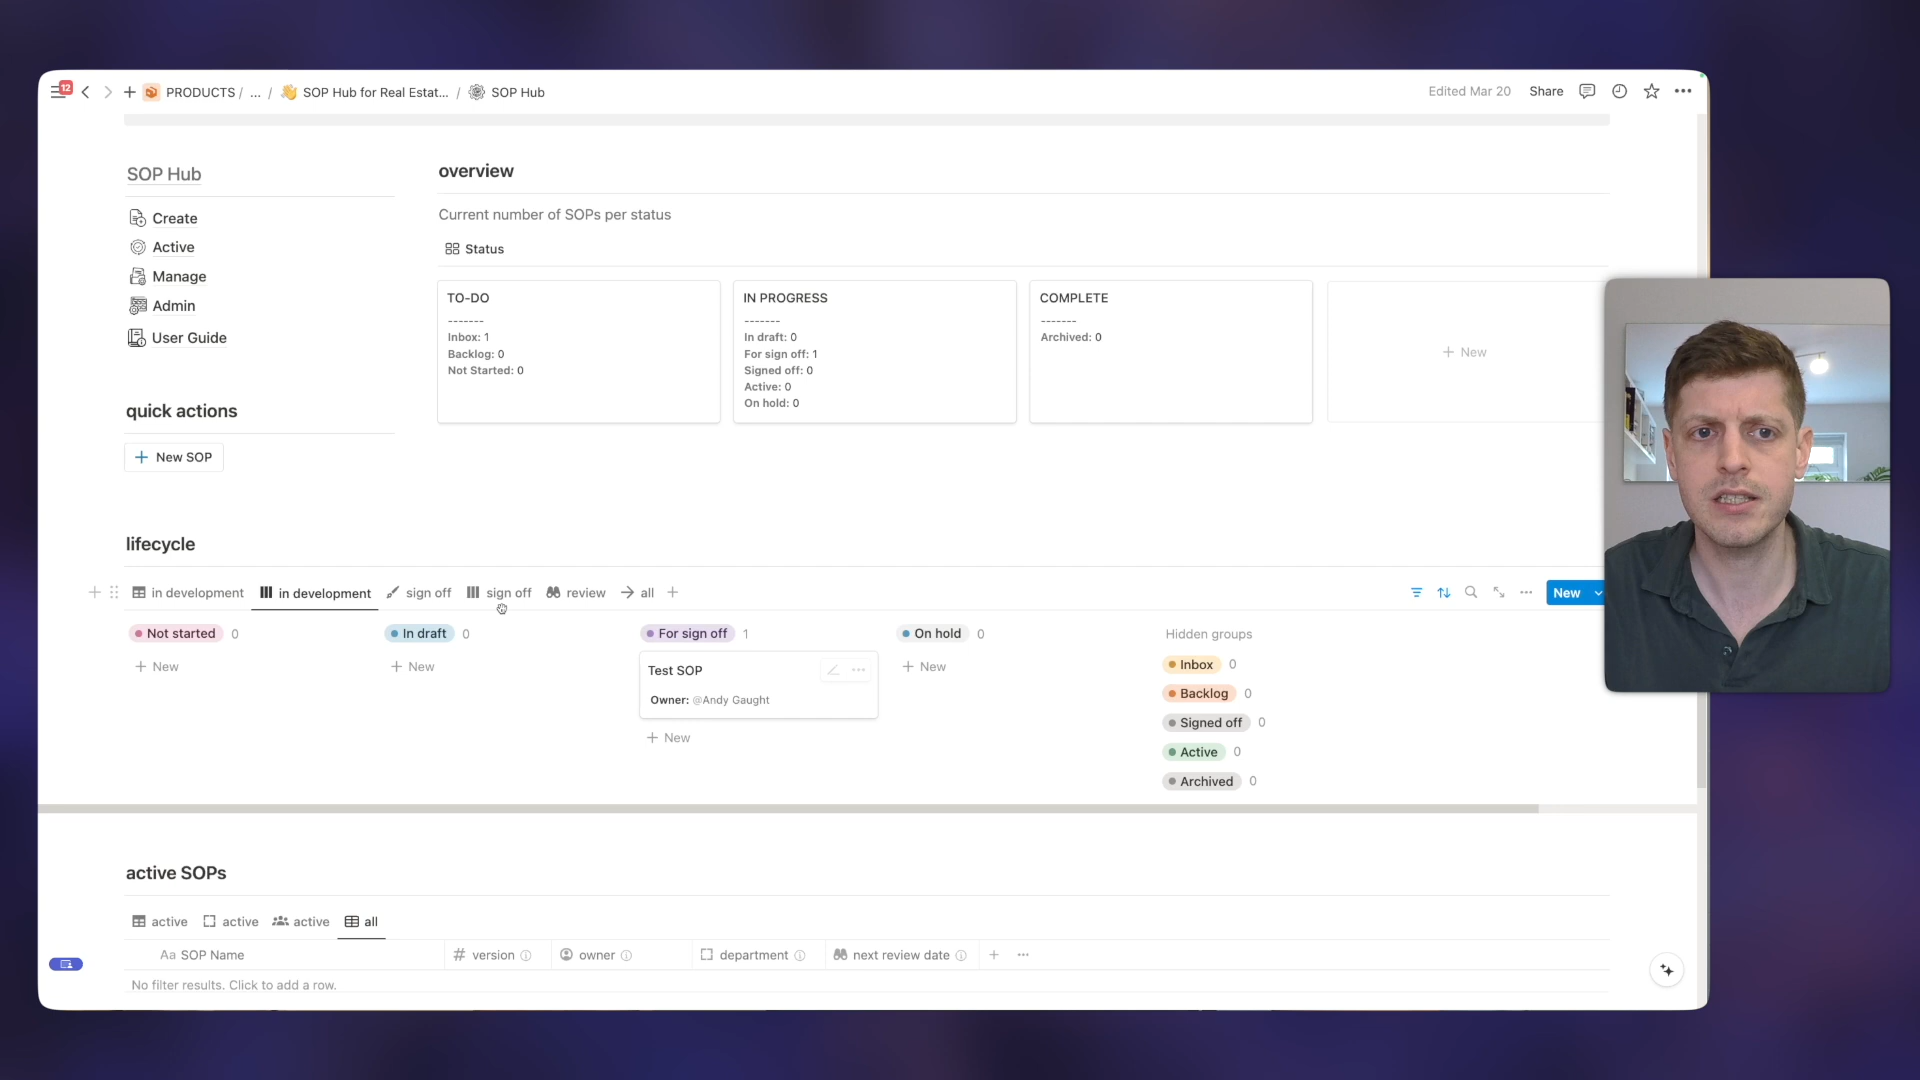 12
PRODUCTS / ... / SOP Hub for Real Estat... / SOP Hub
Edited Mar 20 Share
SOP Hub
Create
Active
Manage
Admin
User Guide
quick actions
New SOP
overview
Current number of SOPs per status
Status
TO-DO
-------
Inbox: 1
Backlog: 0
Not Started: 0
IN PROGRESS
-------
In draft: 0
For sign off: 1
Signed off: 0
Active: 0
On hold: 0
COMPLETE
-------
Archived: 0
+ New
lifecycle
in development in development sign off sign off review all
New
Not started 0
+ New
In draft 0
+ New
For sign off 1
Test SOP
Owner: @Andy Gaught
+ New
On hold 0
+ New
Hidden groups
Inbox 0
Backlog 0
Signed off 0
Active 0
Archived 0
active SOPs
active active active all
Aa SOP Name # version owner department next review date
No filter results. Click to add a row.